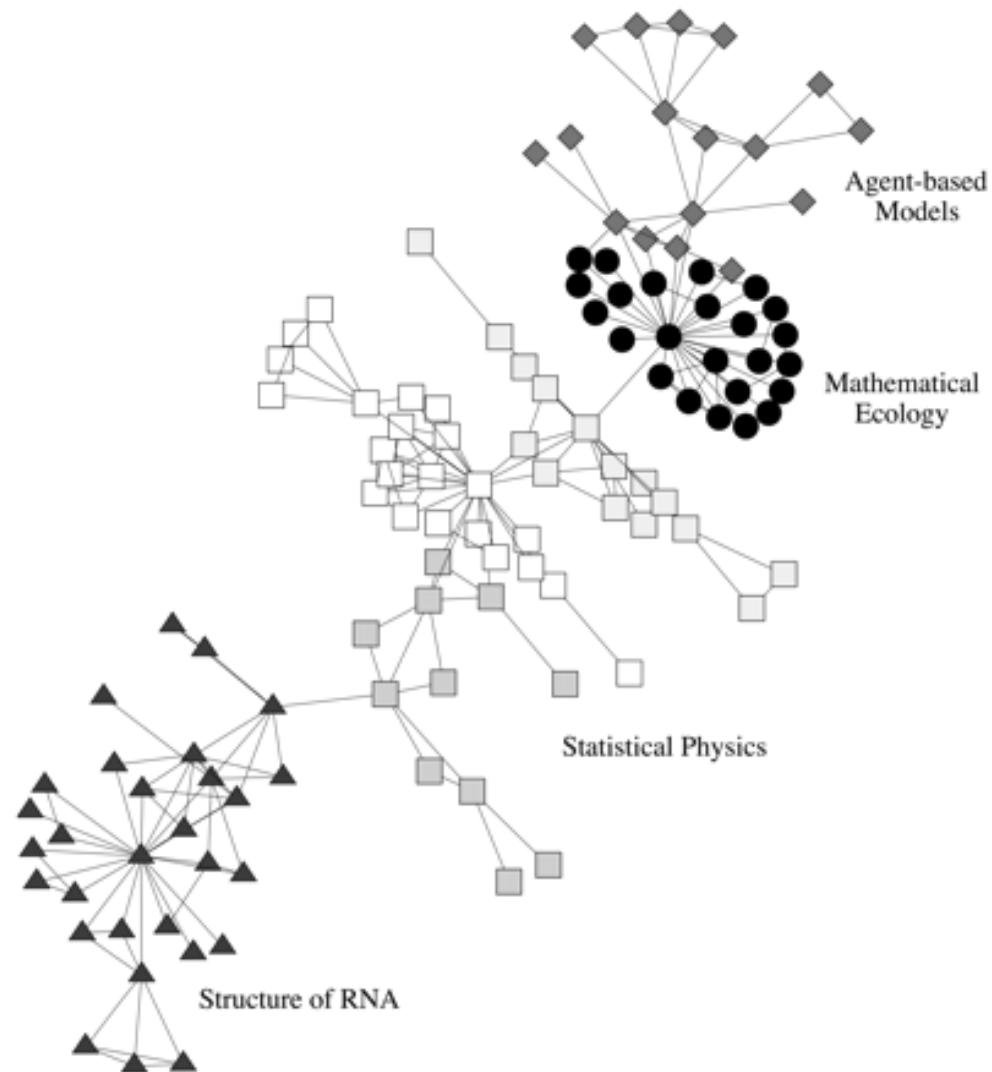 Agent-based
Models
Mathematical
Ecology
Statistical Physics
Structure of RNA